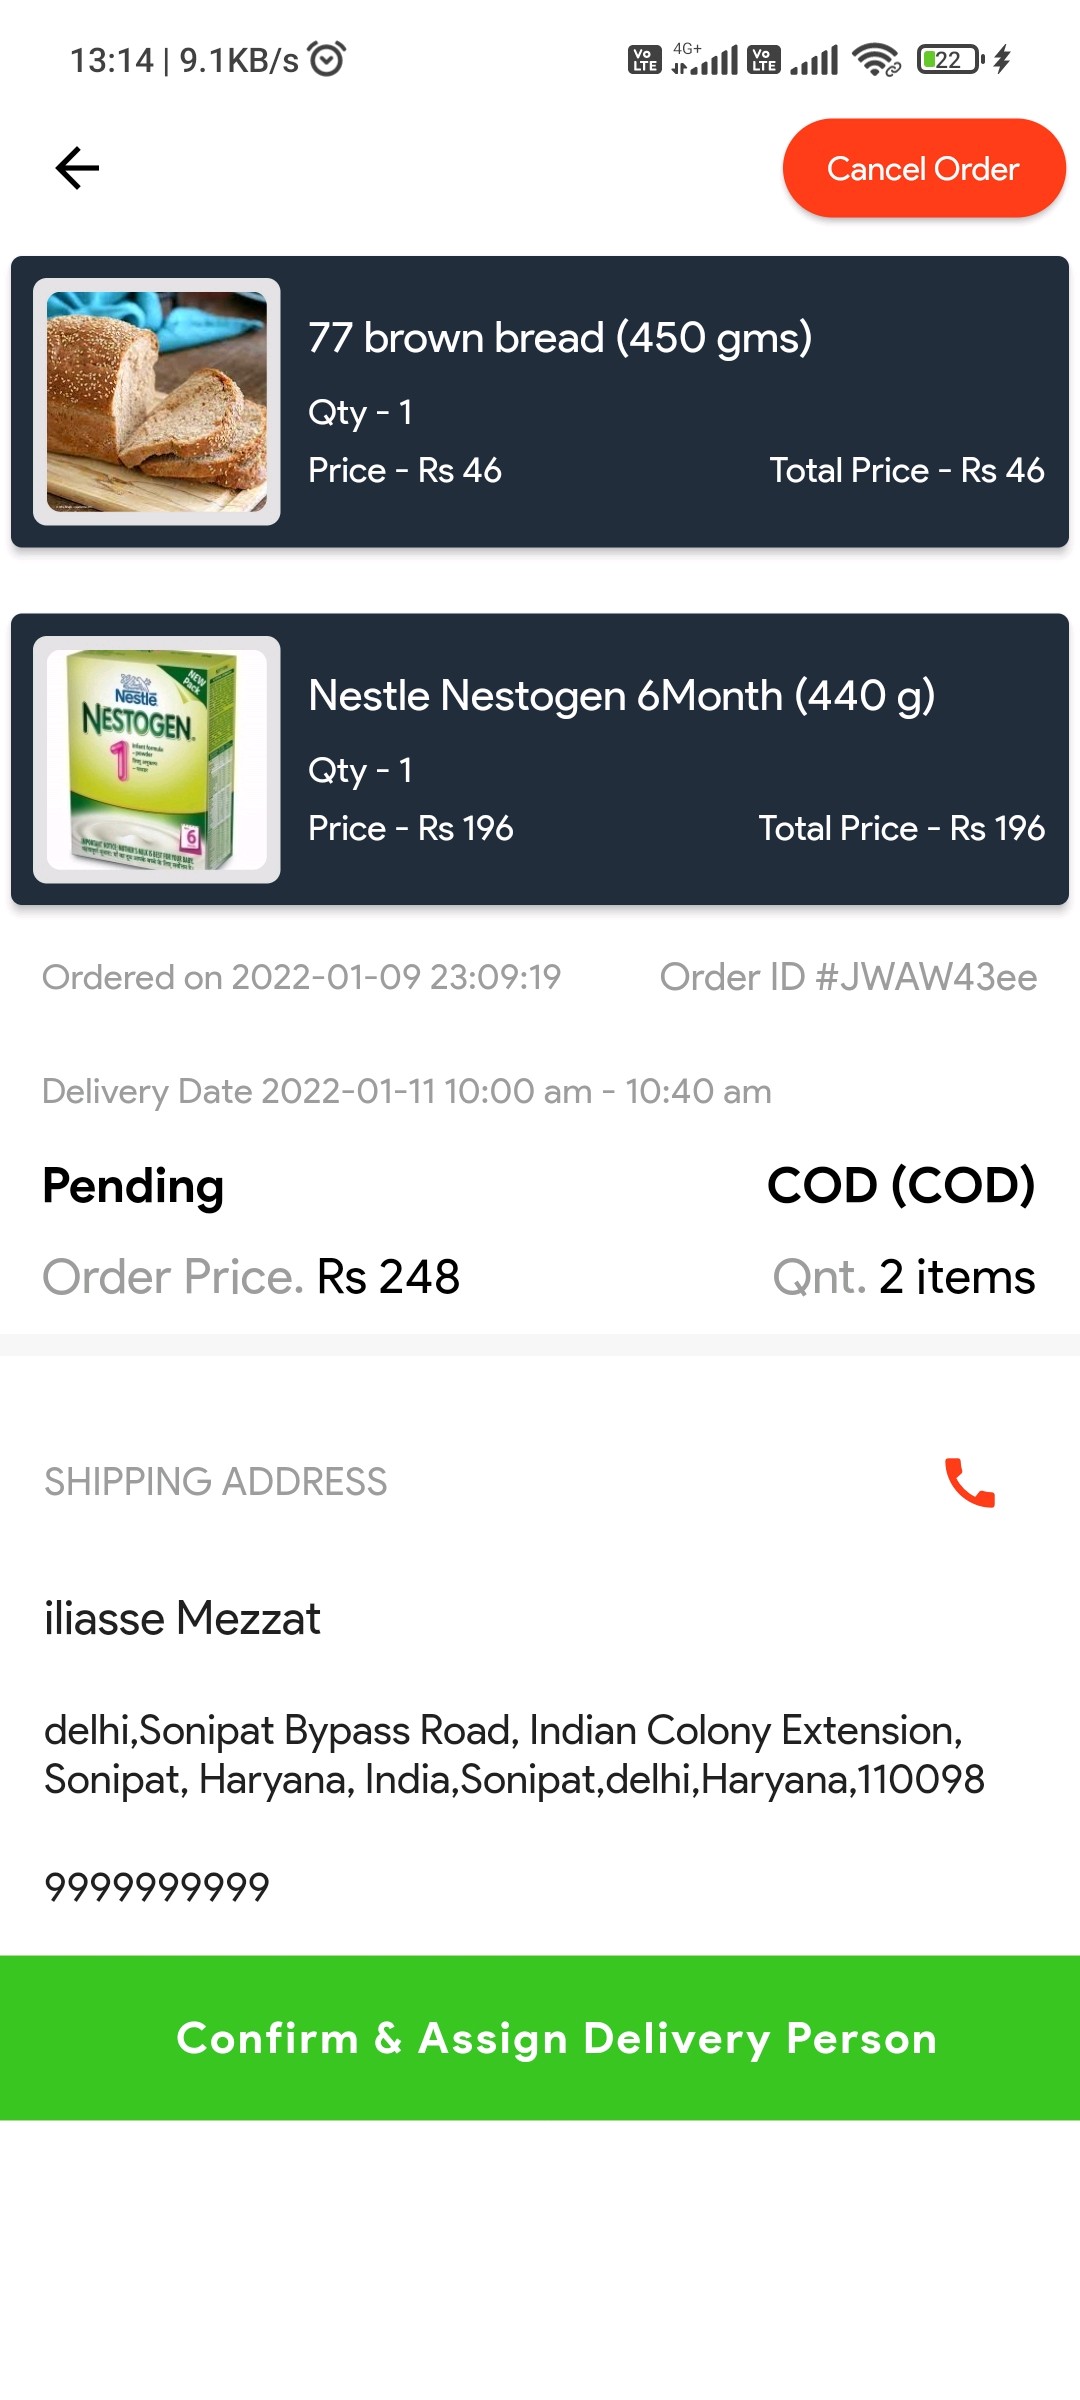 13:14 | 9.1KB/s
Vo LTE 4G+ Vo LTE 22
Cancel Order
77 brown bread (450 gms)
Qty - 1
Price - Rs 46 Total Price - Rs 46
NEW Pack
Nestlé
NESTOGEN
1
6
Nestle Nestogen 6Month (440 g)
Qty - 1
Price - Rs 196 Total Price - Rs 196
Ordered on 2022-01-09 23:09:19 Order ID #JWAW43ee
Delivery Date 2022-01-11 10:00 am - 10:40 am
Pending COD (COD)
Order Price. Rs 248 Qnt. 2 items
SHIPPING ADDRESS
iliasse Mezzat
delhi,Sonipat Bypass Road, Indian Colony Extension,
Sonipat, Haryana, India,Sonipat,delhi,Haryana,110098
9999999999
Confirm & Assign Delivery Person